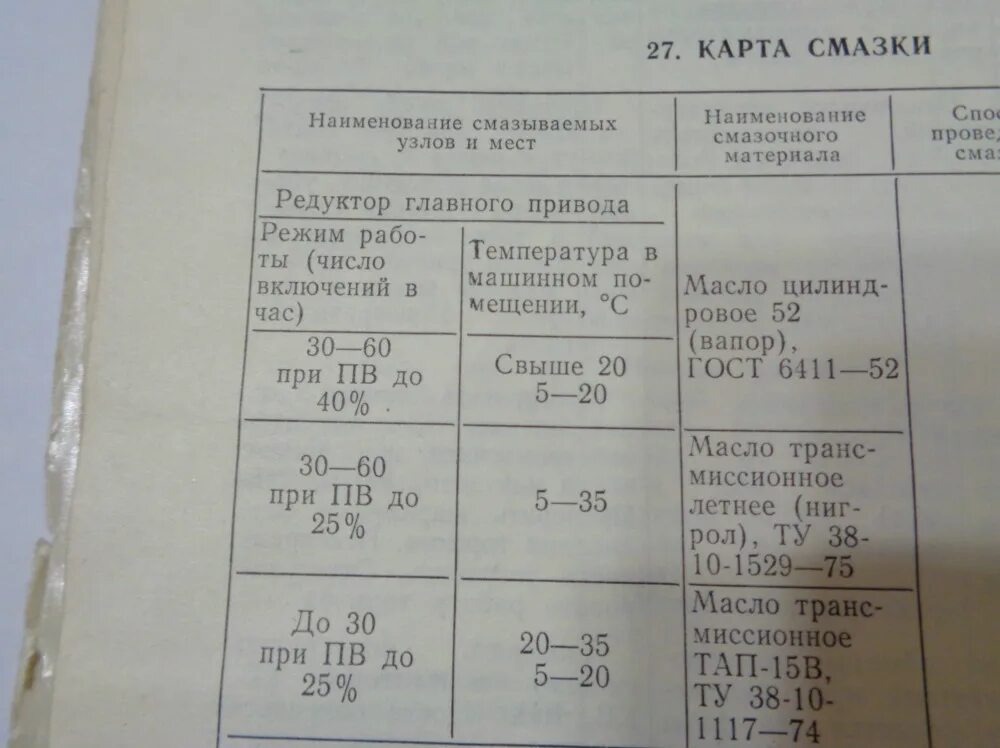 27. КАРТА СМАЗКИ
Наименование смазываемых
узлов и мест
Наименование
смазочного
материала
Спос
провед
сма
Редуктор главного привода
Режим рабо-
ты (число
включений в
час)
Температура в
машинном по-
мещении, °С
Масло цилинд-
ровое 52
(вапор),
ГОСТ 6411—52
30—60
при ПВ до
40%
Свыше 20
5—20
30—60
при ПВ до
25%
5—35
Масло транс-
миссионное
летнее (ниг-
рол), ТУ 38-
10-1529—75
До 30
при ПВ до
25%
20—35
5—20
Масло транс-
миссионное
ТАП-15В,
ТУ 38-10-
1117—74